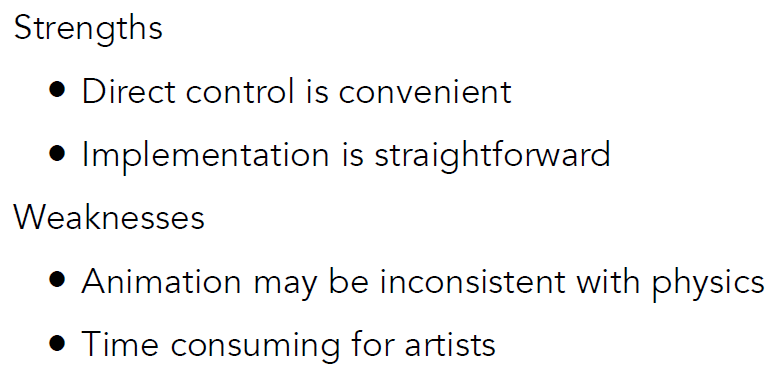 Strengths
• Direct control is convenient
• Implementation is straightforward
Weaknesses
• Animation may be inconsistent with physics
• Time consuming for artists